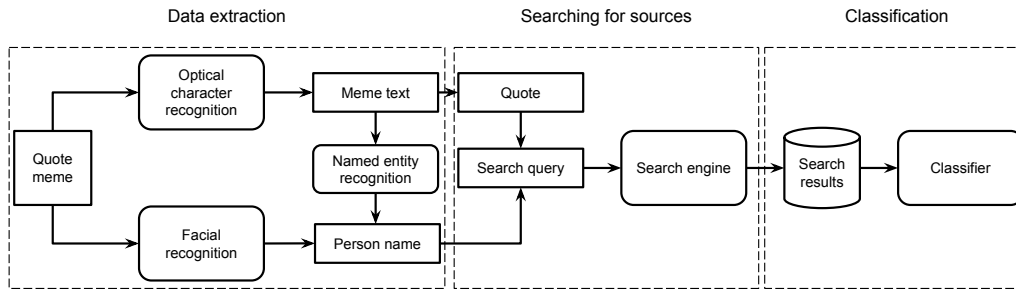 Data extraction
Searching for sources
Classification
Optical
character
recognition
Meme text
Quote
Quote
meme
Named entity
recognition
Search query
Search engine
Search
results
Classifier
Facial
recognition
Person name